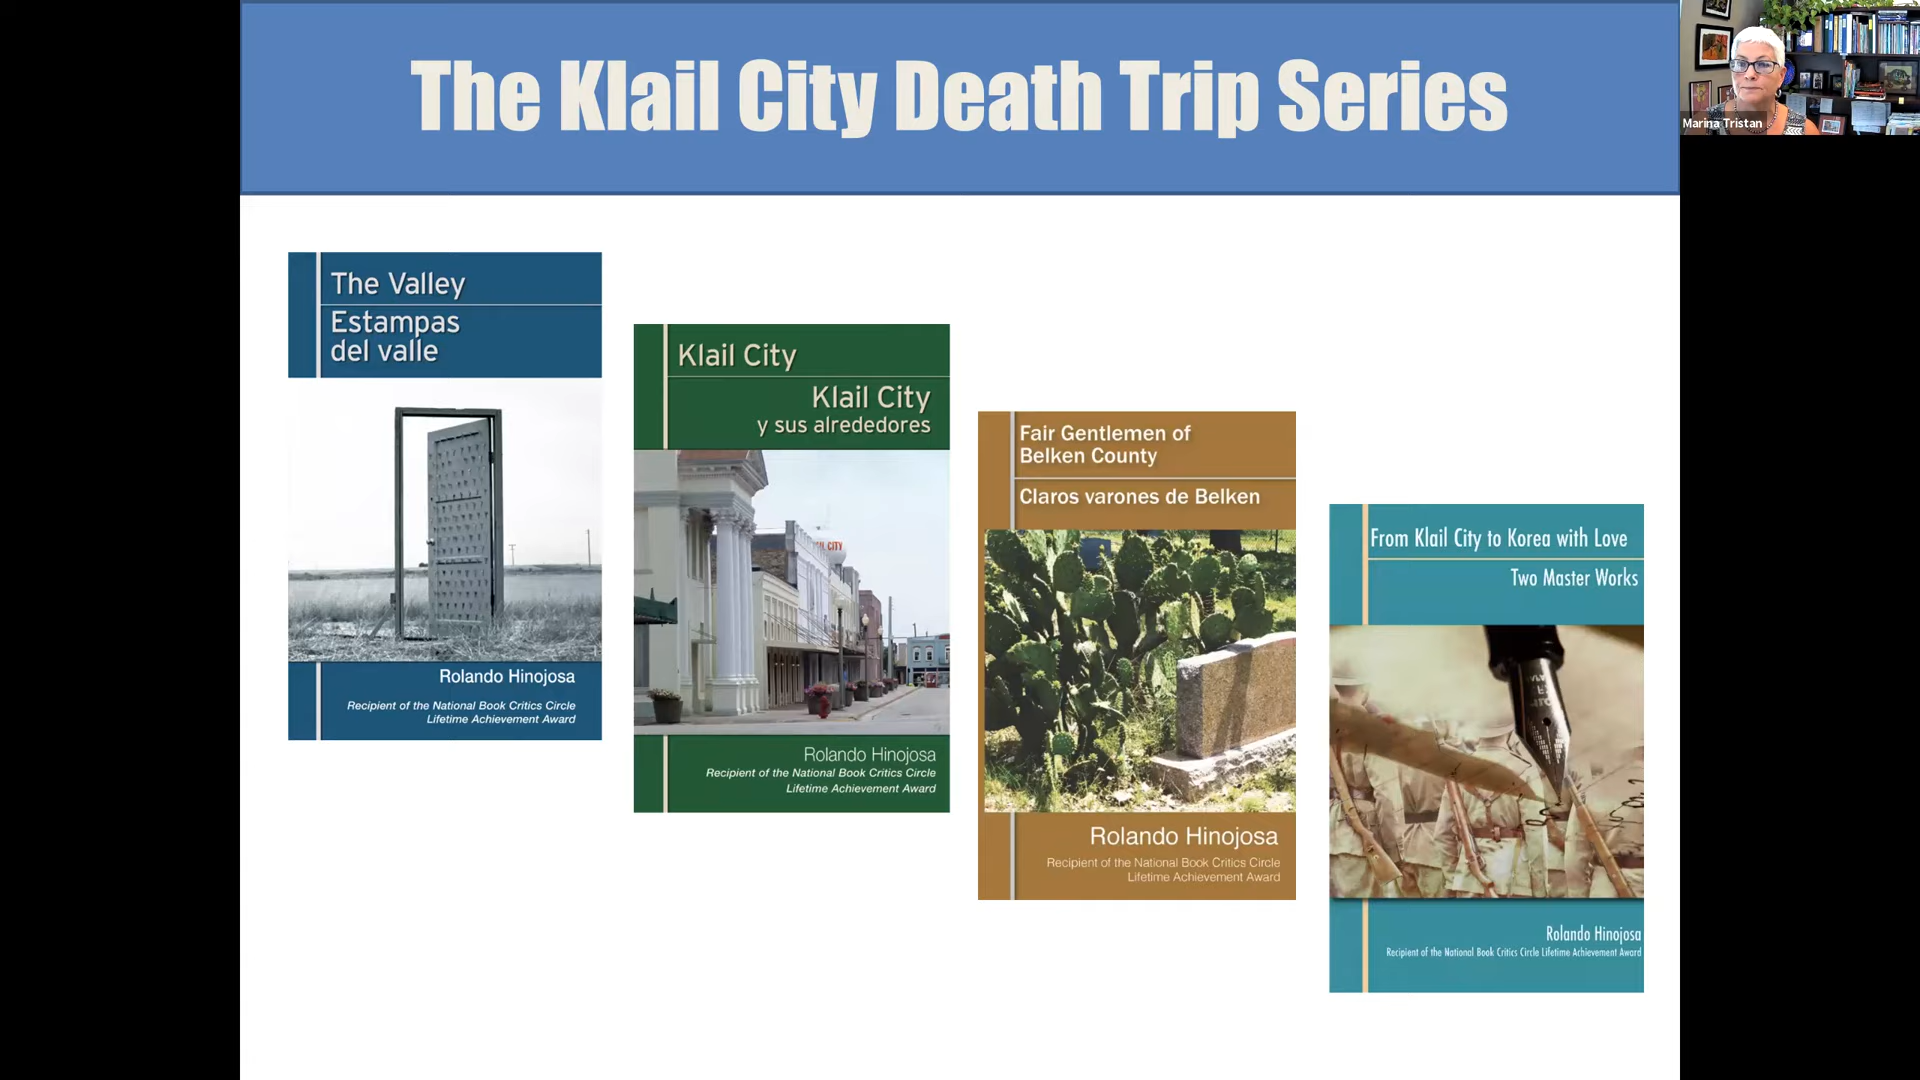 The Klail City Death Trip Series
Marina Tristan
The Valley
Estampas
del valle
Rolando Hinojosa
Recipient of the National Book Critics Circle
Lifetime Achievement Award
Klail City
Klail City
y sus alrededores
CITY
Rolando Hinojosa
Recipient of the National Book Critics Circle
Lifetime Achievement Award
Fair Gentlemen of
Belken County
Claros varones de Belken
Rolando Hinojosa
Recipient of the National Book Critics Circle
Lifetime Achievement Award
From Klail City to Korea with Love
Two Master Works
Rolando Hinojosa
Recipient of the National Book Critics Circle Lifetime Achievement Award